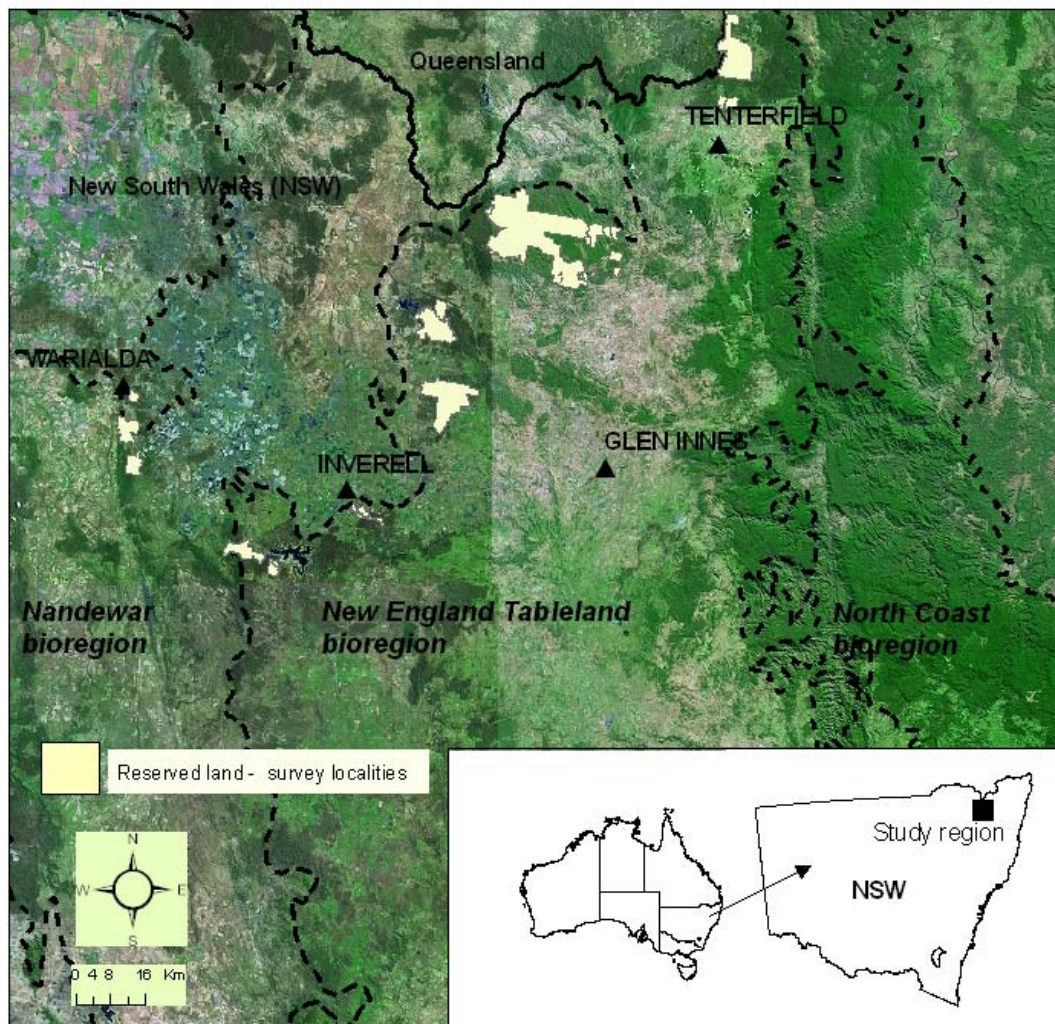 Queensland
TENTERFIELD
New South Wales (NSW)
WARIALDA
GLEN INNES
INVERELL
Nandewar
bioregion
New England Tableland
bioregion
North Coast
bioregion
Reserved land - survey localities
N
W E
S
0 4 8 16 Km
Study region
NSW